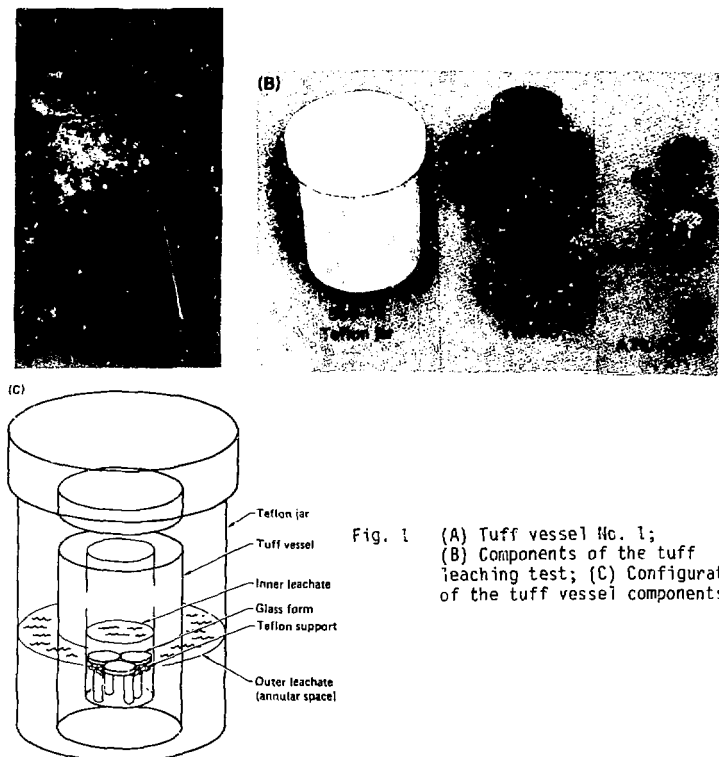 (B)
Teflon jar
(C)
Teflon jar
Tuff vessel
Inner leachate
Glass form
Teflon support
Outer leachate
(annular space)
Fig. 1 (A) Tuff vessel No. 1;
(B) Components of the tuff
leaching test; (C) Configurat
of the tuff vessel components